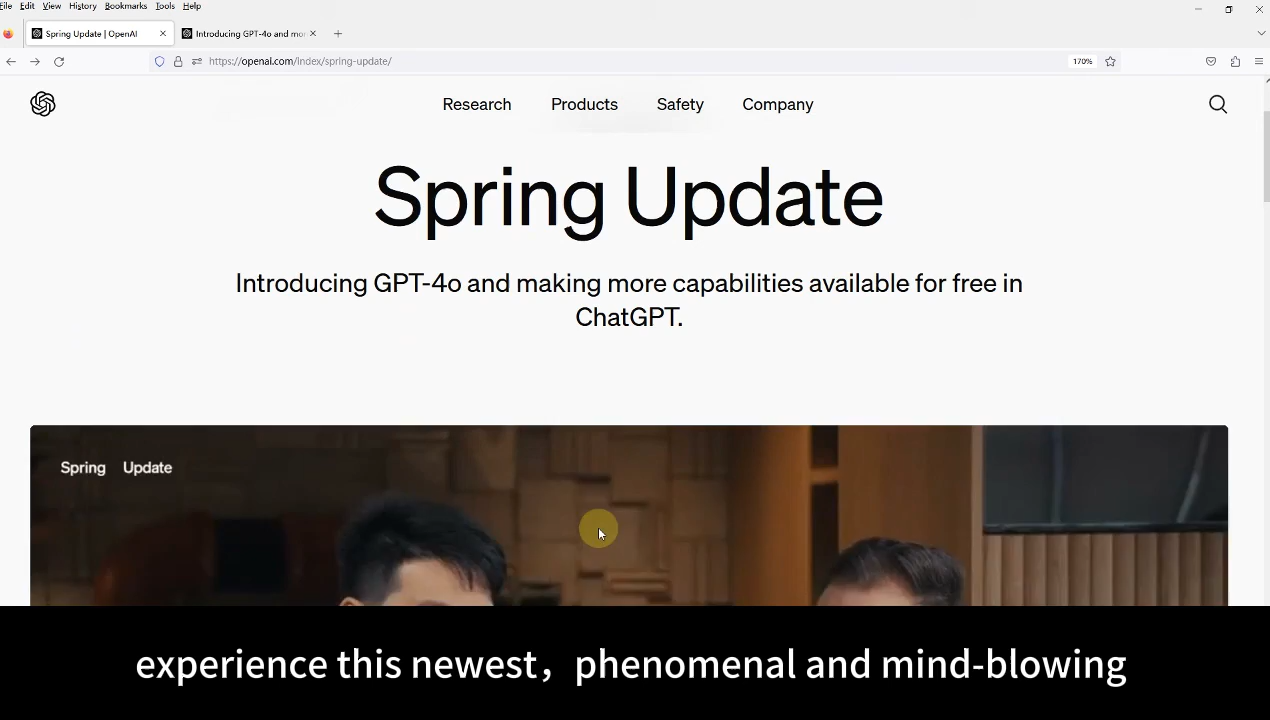 File Edit View History Bookmarks Tools Help
Spring Update | OpenAI
Introducing GPT-4o and mor
https://openai.com/index/spring-update/
170%
Research Products Safety Company
Spring Update
Introducing GPT-4o and making more capabilities available for free in
ChatGPT.
Spring Update
experience this newest，phenomenal and mind-blowing